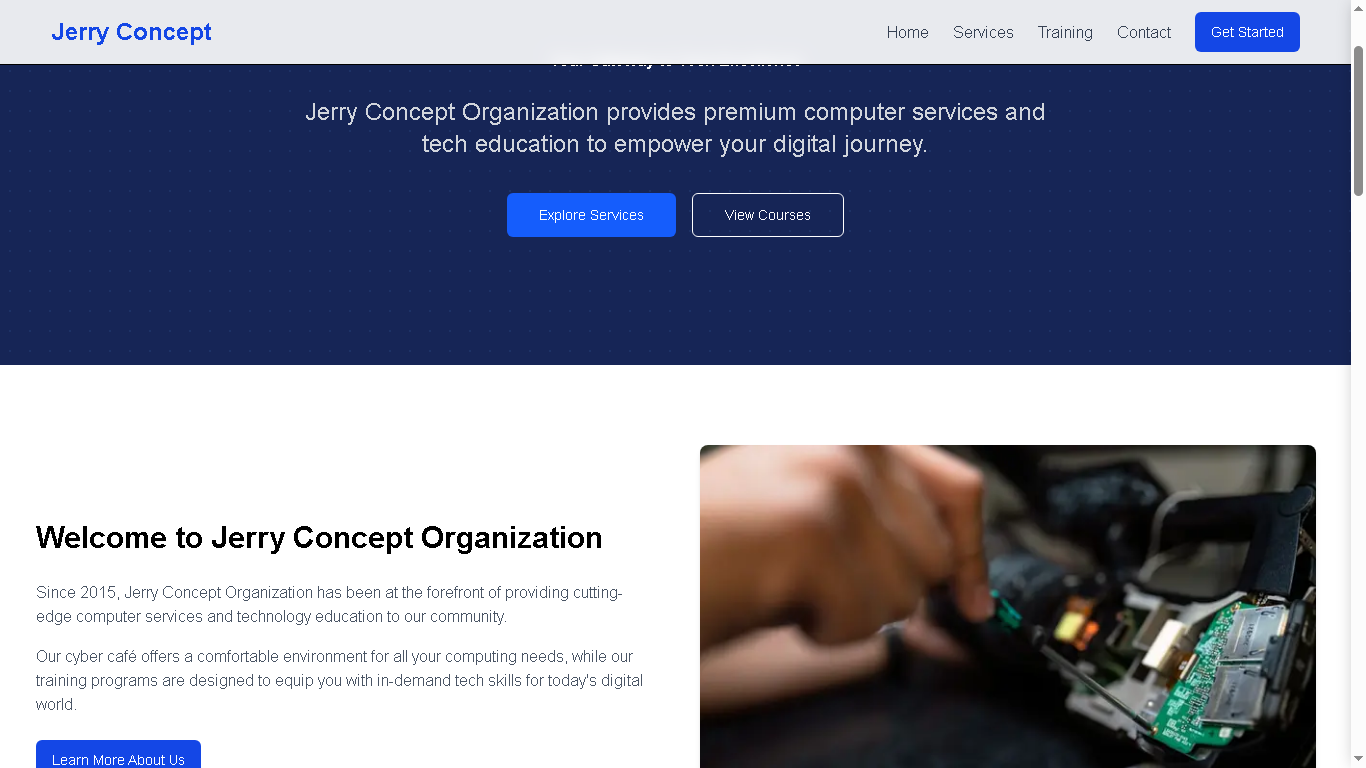 Jerry Concept
Home
Services
Training
Contact
Get Started
Jerry Concept Organization provides premium computer services and
tech education to empower your digital journey.
Explore Services
View Courses
Welcome to Jerry Concept Organization
Since 2015, Jerry Concept Organization has been at the forefront of providing cutting-
edge computer services and technology education to our community.
Our cyber café offers a comfortable environment for all your computing needs, while our
training programs are designed to equip you with in-demand tech skills for today's digital
world.
Learn More About Us